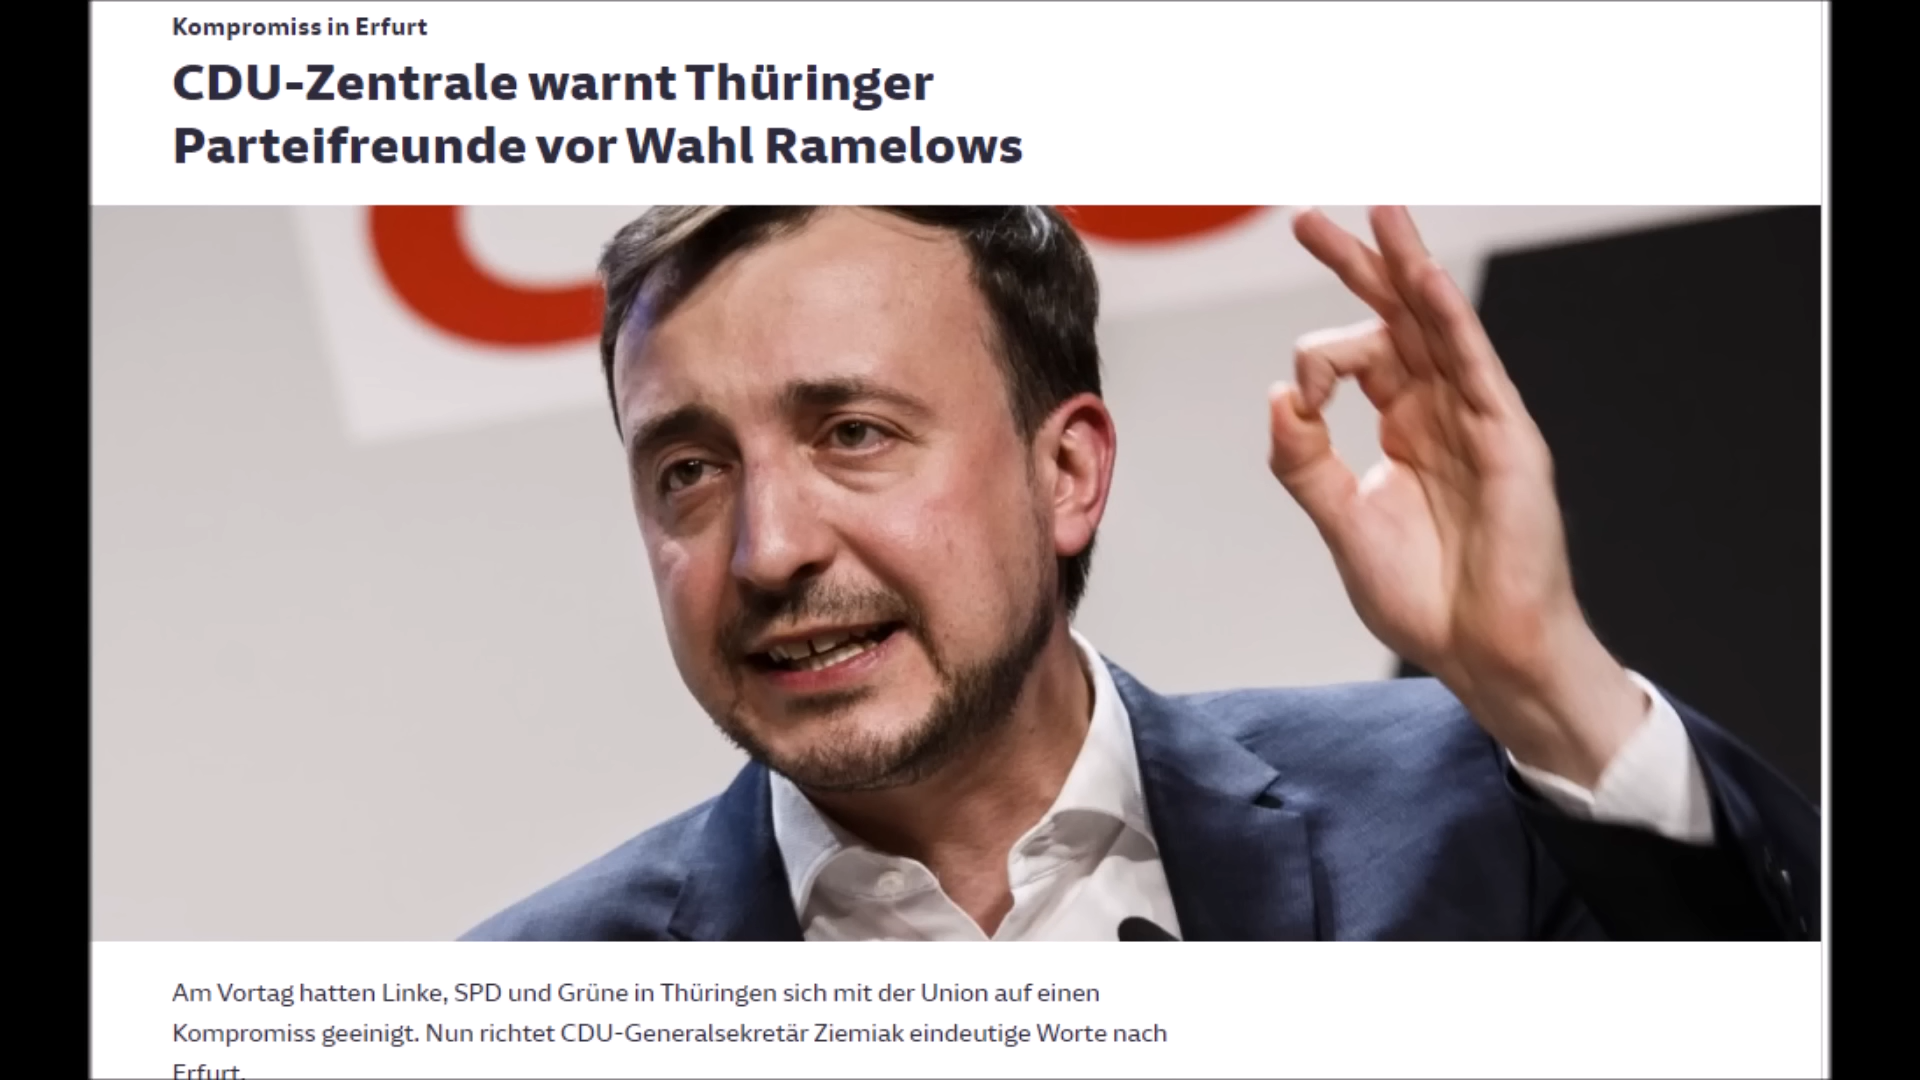 Kompromiss in Erfurt
CDU-Zentrale warnt Thüringer
Parteifreunde vor Wahl Ramelows
Am Vortag hatten Linke, SPD und Grüne in Thüringen sich mit der Union auf einen
Kompromiss geeinigt. Nun richtet CDU-Generalsekretär Ziemiak eindeutige Worte nach
Erfurt.